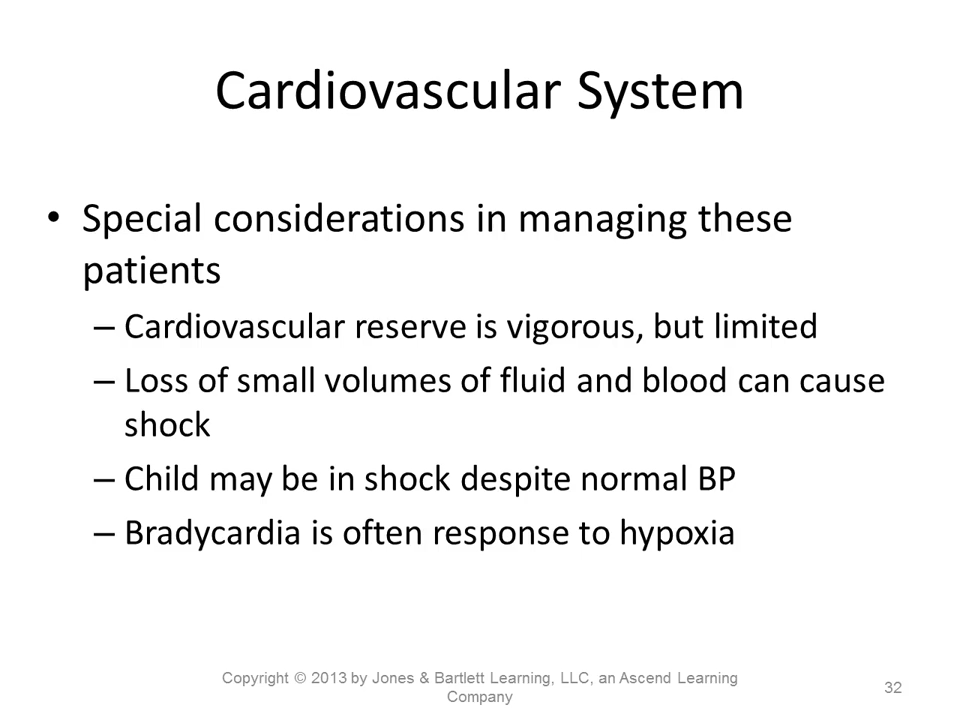 Cardiovascular System
• Special considerations in managing these
patients
– Cardiovascular reserve is vigorous, but limited
– Loss of small volumes of fluid and blood can cause
shock
– Child may be in shock despite normal BP
– Bradycardia is often response to hypoxia
Copyright © 2013 by Jones & Bartlett Learning, LLC, an Ascend Learning
Company
32